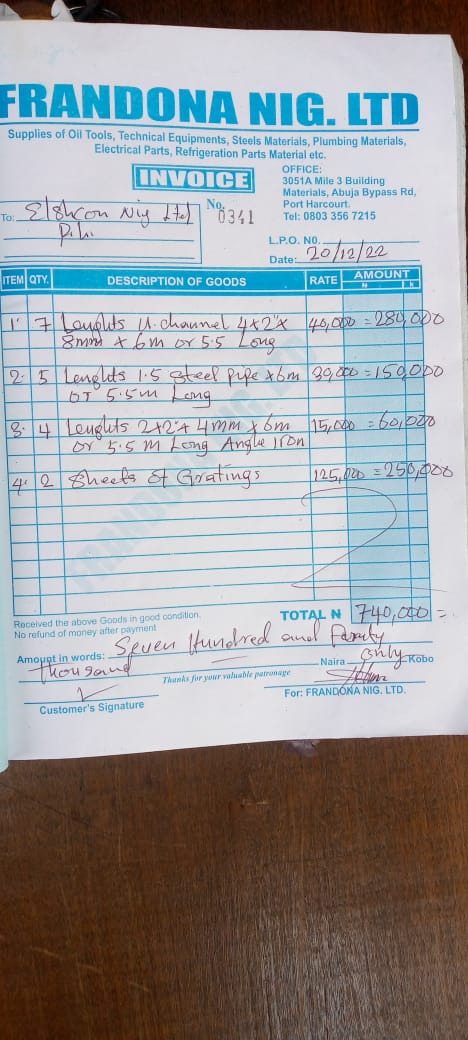 FRANDONA NIG. LTD
Supplies of Oil Tools, Technical Equipments, Steels Materials, Plumbing Materials,
Electrical Parts, Refrigeration Parts Material etc.
INVOICE
OFFICE:
3051A Mile 3 Building
Materials, Abuja Bypass Rd,
Port Harcourt.
Tel: 0803 356 7215
No. 0341
To: Elshcon Nig Ltd
P.H.
L.P.O. NO.
Date: 20/12/22
ITEM QTY. DESCRIPTION OF GOODS RATE AMOUNT
N K
1. 7 Lenghts U.channel 4x2"x 40,000 = 280,000
8mm x 6m or 5.5 Long
2. 5 Lenghts 1.5 steel pipe x 6m 30,000 = 150,000
or 5.5m Long
3. 4 Lenghts 2x2x4mm x 6m 15,000 = 60,000
or 5.5 m Long Angle Iron
4. 2 Sheets of Gratings 125,000 = 250,000
FRANDONA NIG. LTD
Received the above Goods in good condition.
No refund of money after payment
TOTAL N 740,000 =
Amount in words: Seven Hundred and Fourty
Thousand Naira Only Kobo
Thanks for your valuable patronage
Customer's Signature
For: FRANDONA NIG. LTD.